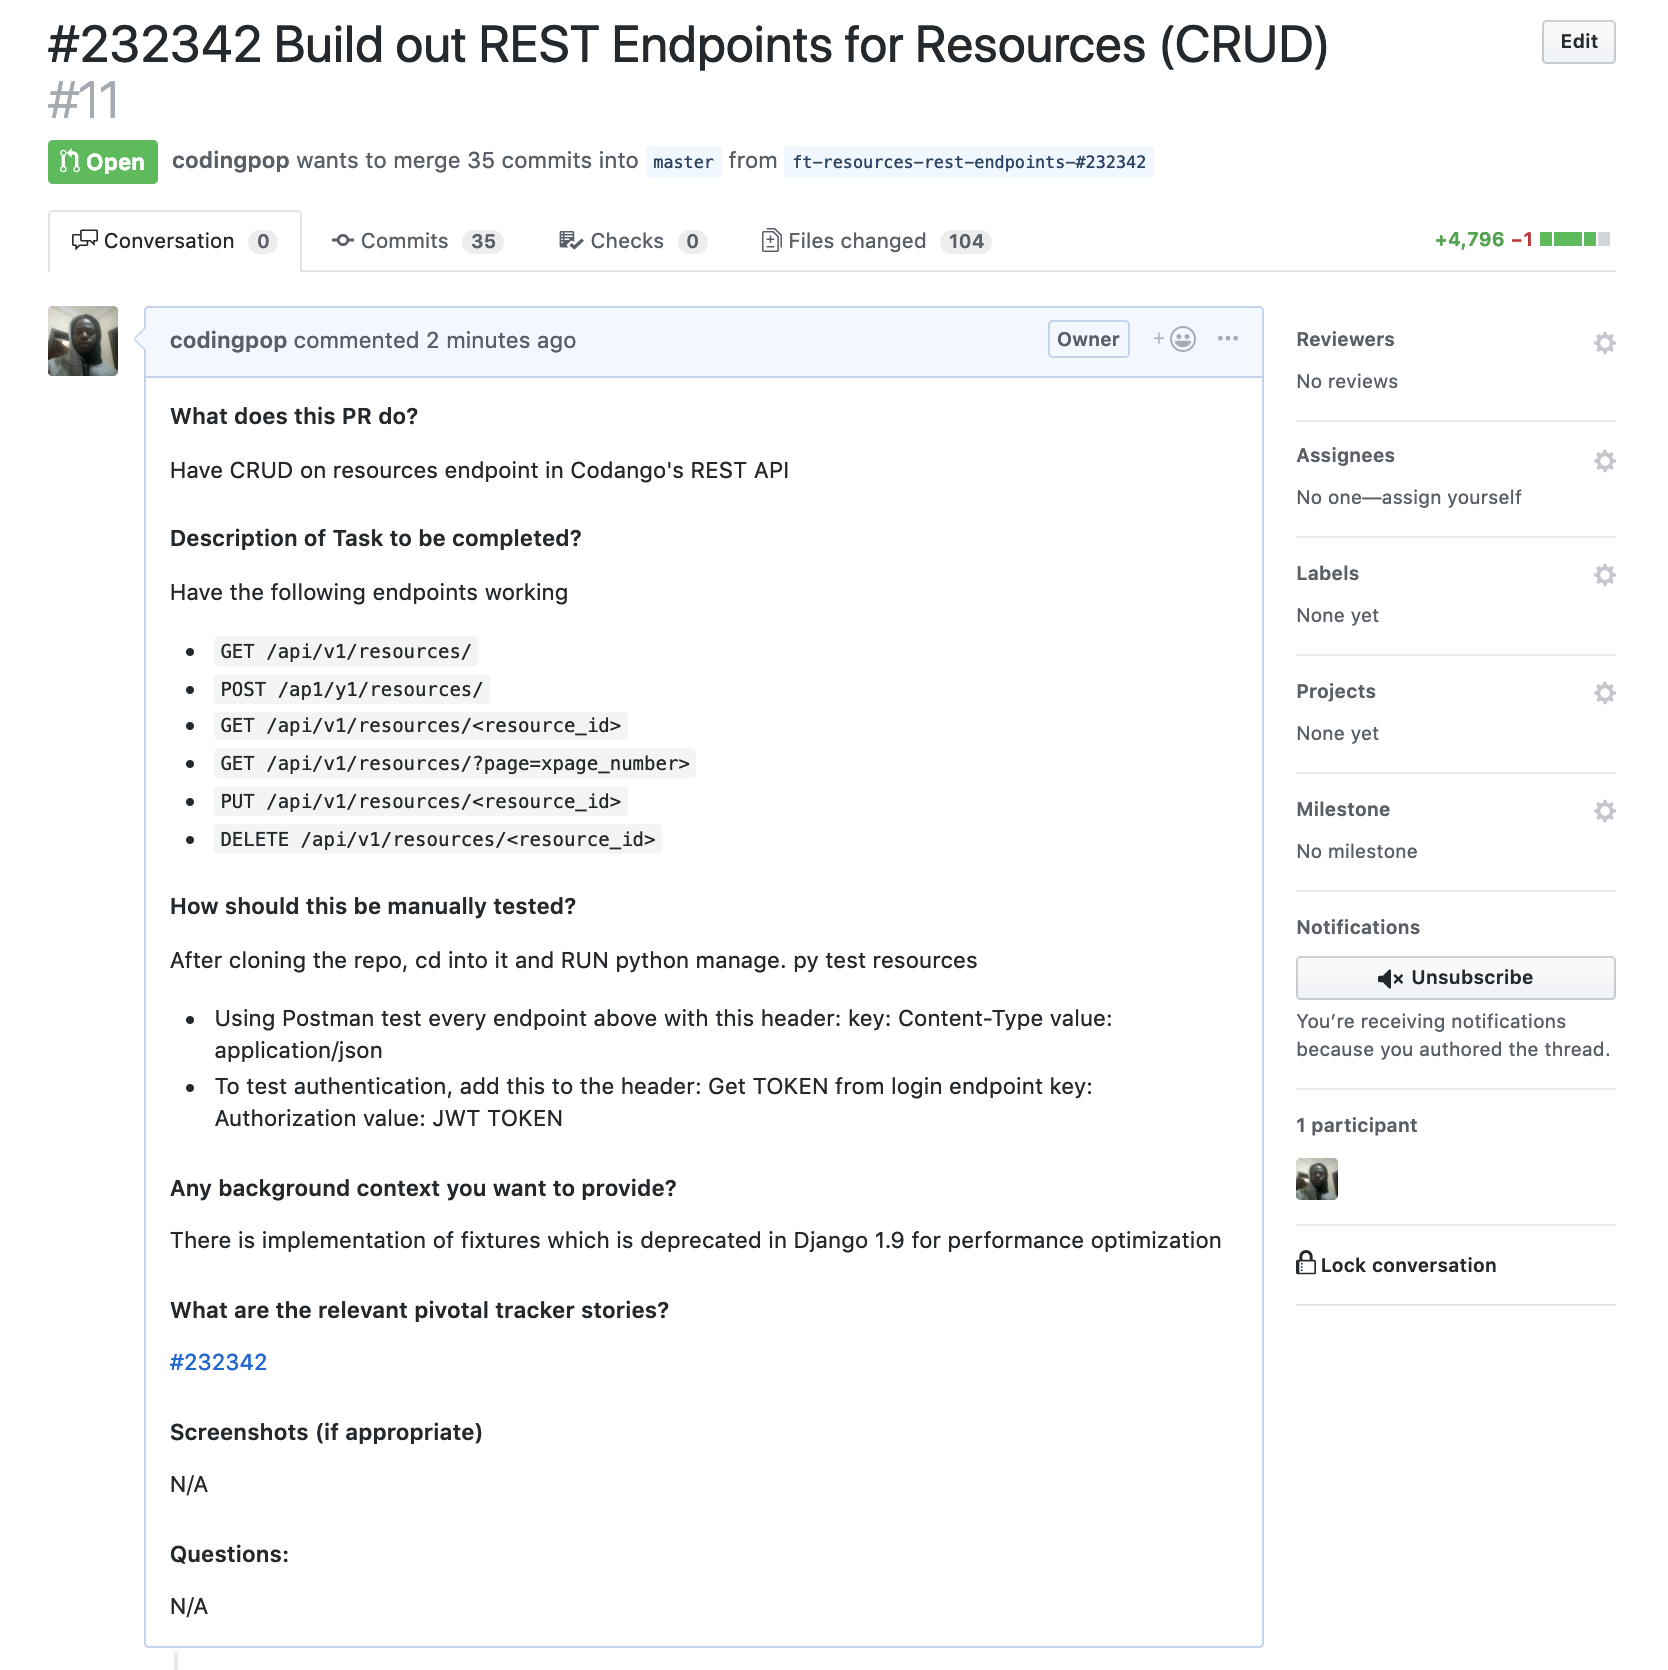 #232342 Build out REST Endpoints for Resources (CRUD)
#11
Edit
Open
codingpop wants to merge 35 commits into master from ft-resources-rest-endpoints-#232342
Conversation 0
Commits 35
Checks 0
Files changed 104
+4,796 −1
codingpop commented 2 minutes ago
Owner
What does this PR do?
Have CRUD on resources endpoint in Codango's REST API
Description of Task to be completed?
Have the following endpoints working
GET /api/v1/resources/
POST /ap1/y1/resources/
GET /api/v1/resources/<resource_id>
GET /api/v1/resources/?page=xpage_number>
PUT /api/v1/resources/<resource_id>
DELETE /api/v1/resources/<resource_id>
How should this be manually tested?
After cloning the repo, cd into it and RUN python manage. py test resources
Using Postman test every endpoint above with this header: key: Content-Type value:
application/json
To test authentication, add this to the header: Get TOKEN from login endpoint key:
Authorization value: JWT TOKEN
Any background context you want to provide?
There is implementation of fixtures which is deprecated in Django 1.9 for performance optimization
What are the relevant pivotal tracker stories?
#232342
Screenshots (if appropriate)
N/A
Questions:
N/A
Reviewers
No reviews
Assignees
No one—assign yourself
Labels
None yet
Projects
None yet
Milestone
No milestone
Notifications
Unsubscribe
You’re receiving notifications
because you authored the thread.
1 participant
Lock conversation